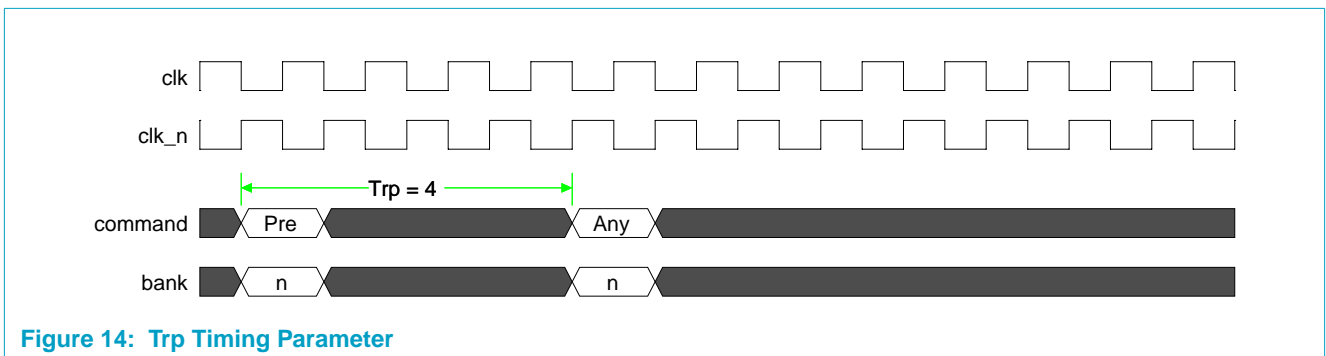 clk
clk_n
Trp = 4
command Pre Any
bank n n
Figure 14: Trp Timing Parameter